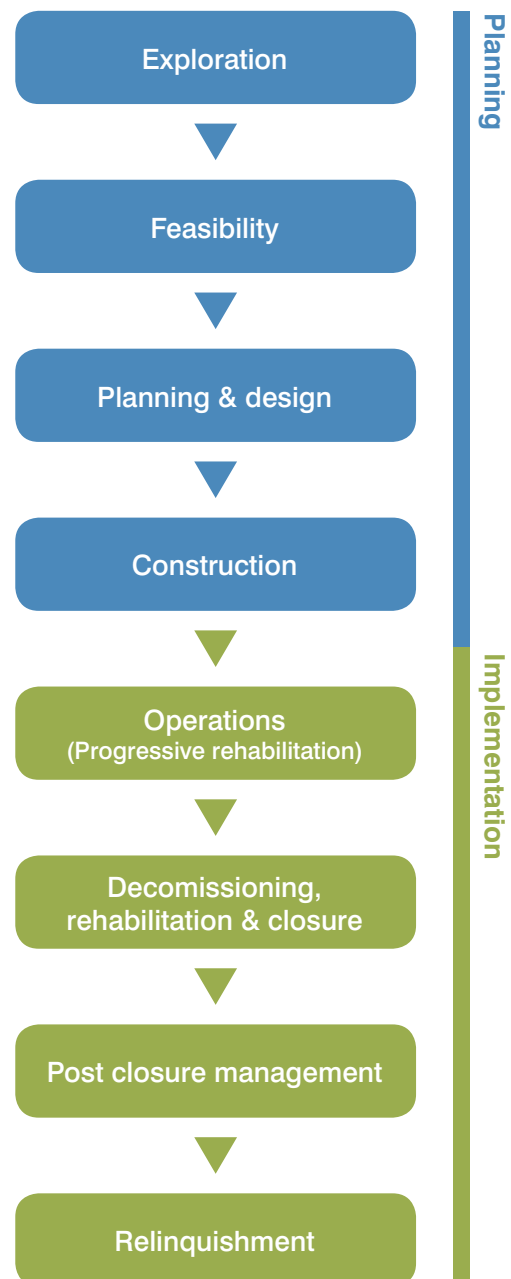 Exploration
Planning
Feasibility
Planning & design
Construction
Implementation
Operations
(Progressive rehabilitation)
Decomissioning,
rehabilitation & closure
Post closure management
Relinquishment